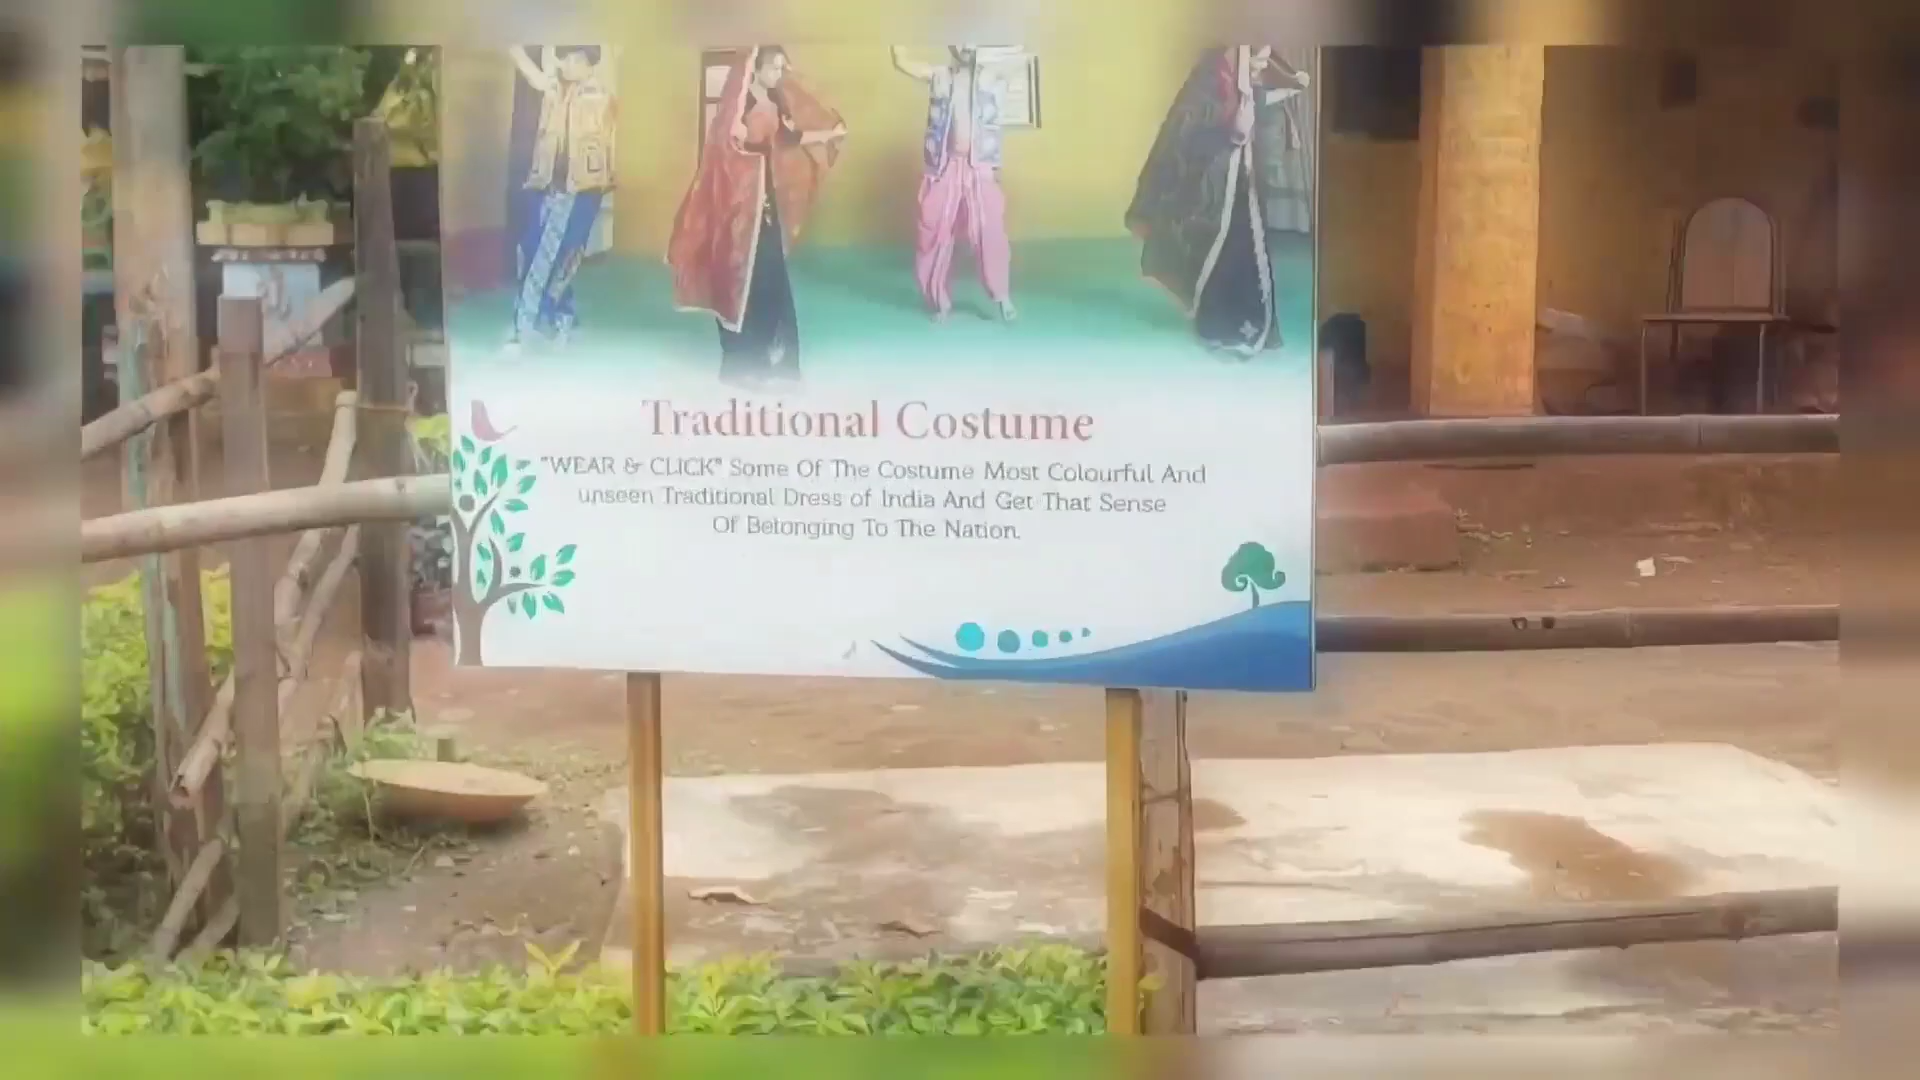 Traditional Costume
"WEAR & CLICK" Some Of The Costume Most Colourful And
unseen Traditional Dress of India And Get That Sense
Of Belonging To The Nation.